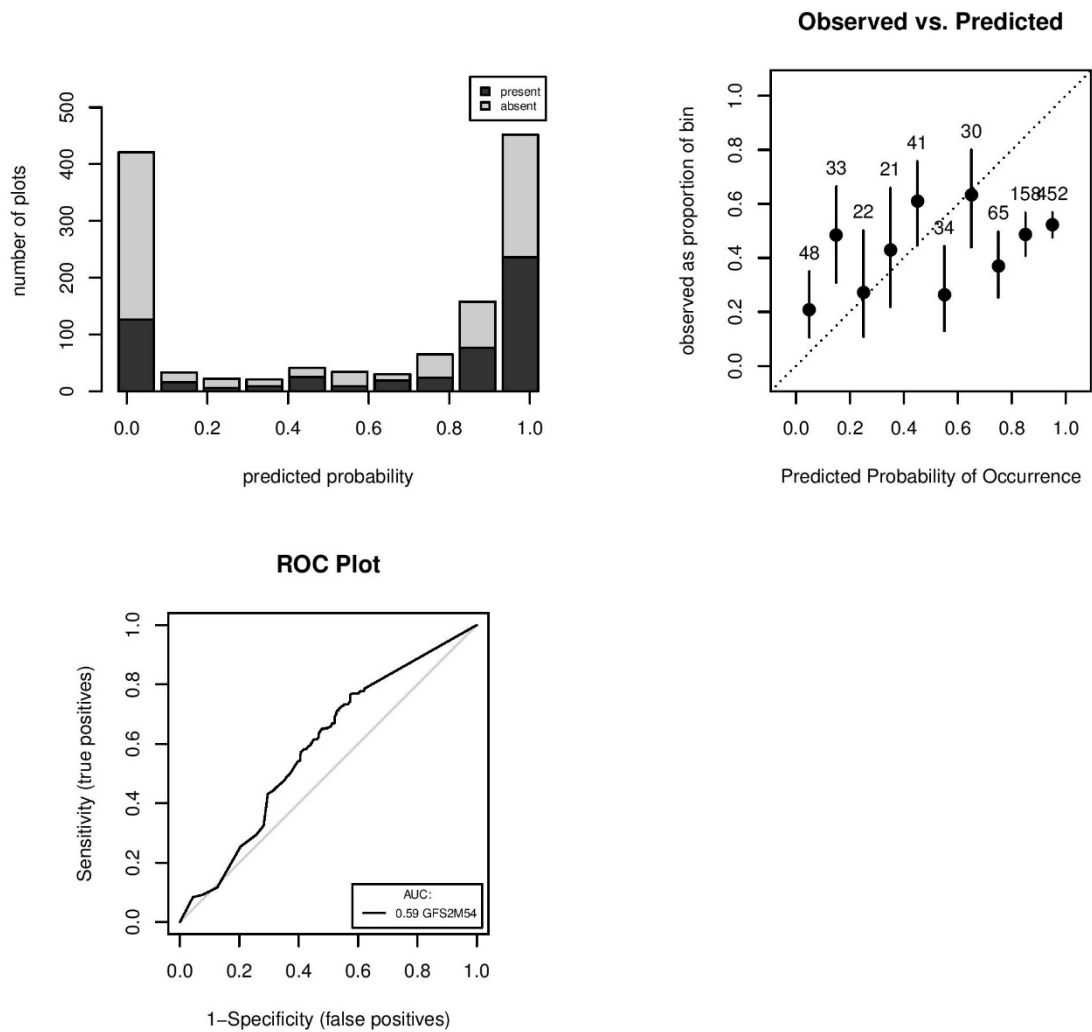 number of plots
500
400
300
200
100
0
present
absent
0.0 0.2 0.4 0.6 0.8 1.0
predicted probability
Observed vs. Predicted
observed as proportion of bin
1.0
0.8
0.6
0.4
0.2
0.0
48
33
22
21
41
34
30
65
158
452
0.0 0.2 0.4 0.6 0.8 1.0
Predicted Probability of Occurrence
ROC Plot
Sensitivity (true positives)
1.0
0.8
0.6
0.4
0.2
0.0
AUC:
0.59 GFS2M54
0.0 0.2 0.4 0.6 0.8 1.0
1−Specificity (false positives)